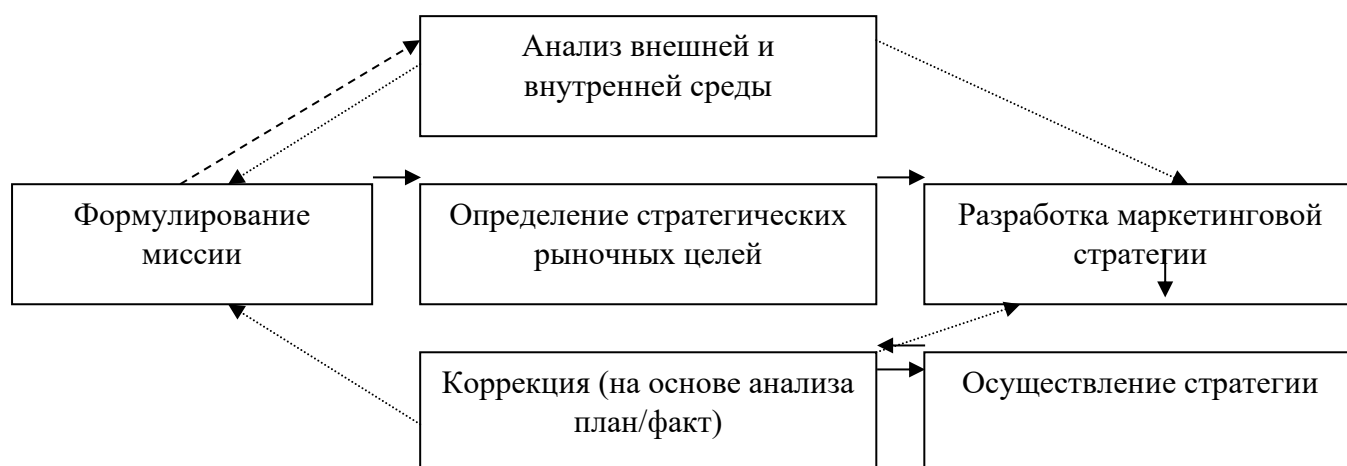 Анализ внешней и
внутренней среды
Формулирование
миссии
Определение стратегических
рыночных целей
Разработка маркетинговой
стратегии
Коррекция (на основе анализа
план/факт)
Осуществление стратегии